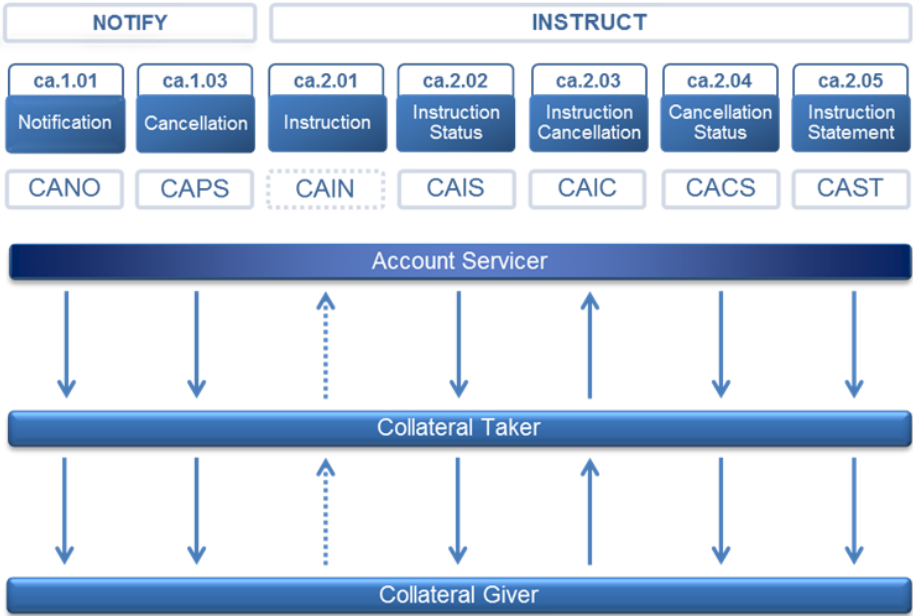 NOTIFY
INSTRUCT
ca.1.01
ca.1.03
ca.2.01
ca.2.02
ca.2.03
ca.2.04
ca.2.05
Notification
Cancellation
Instruction
Instruction
Status
Instruction
Cancellation
Cancellation
Status
Instruction
Statement
CANO
CAPS
CAIN
CAIS
CAIC
CACS
CAST
Account Servicer
Collateral Taker
Collateral Giver